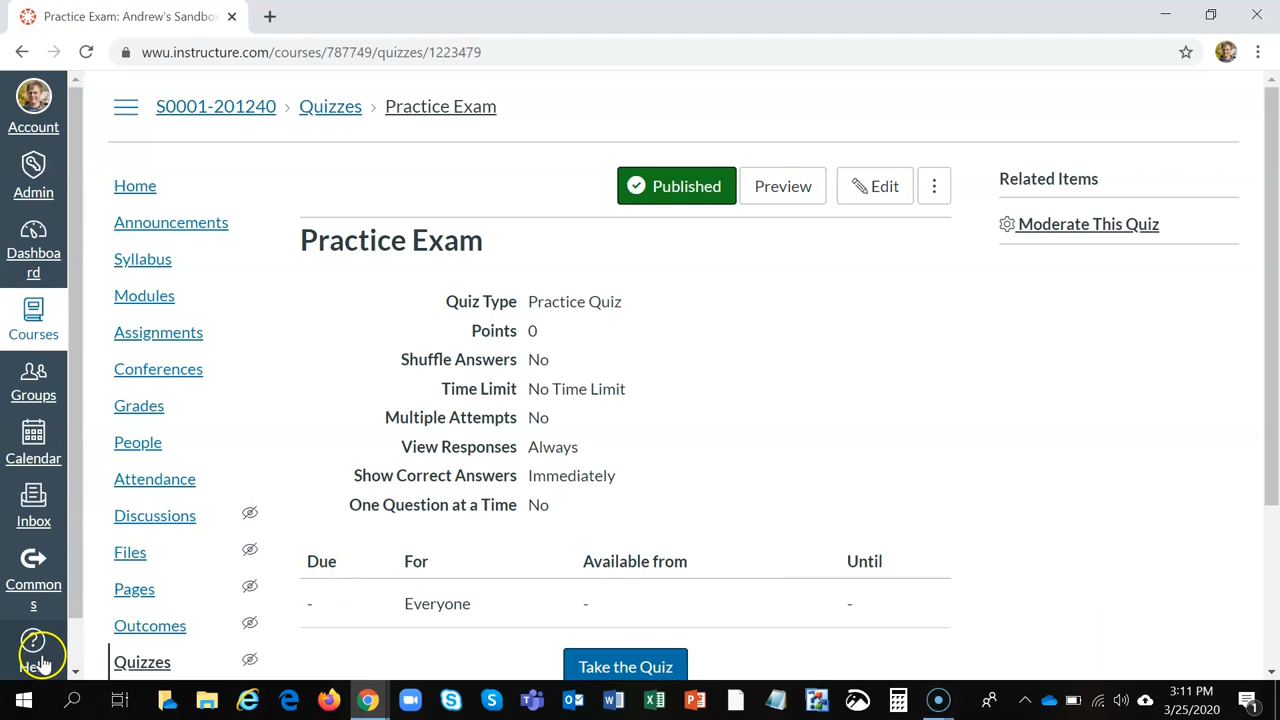 Practice Exam: Andrew's Sandbo
wwu.instructure.com/courses/787749/quizzes/1223479
Account
Admin
Dashboa
rd
Courses
Groups
Calendar
Inbox
Common
s
S0001-201240 › Quizzes › Practice Exam
Home
Announcements
Syllabus
Modules
Assignments
Conferences
Grades
People
Attendance
Discussions
Files
Pages
Outcomes
Quizzes
Published
Preview
Edit
Practice Exam
Quiz Type Practice Quiz
Points 0
Shuffle Answers No
Time Limit No Time Limit
Multiple Attempts No
View Responses Always
Show Correct Answers Immediately
One Question at a Time No
Due For Available from Until
- Everyone - -
Take the Quiz
Related Items
Moderate This Quiz
3:11 PM
3/25/2020